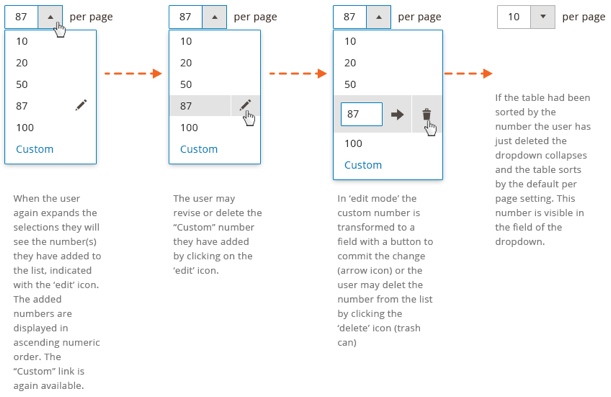 87 per page
10
20
50
87
100
Custom
When the user
again expands the
selections they will
see the number(s)
they have added to
the list, indicated
with the ‘edit’ icon.
The added
numbers are
displayed in
ascending numeric
order. The
“Custom” link is
again available.
87 per page
10
20
50
87
100
Custom
The user may
revise or delete the
“Custom” number
they have added
by clicking on the
‘edit’ icon.
87 per page
10
20
50
87
100
Custom
In ‘edit mode’ the
custom number is
transformed to a
field with a button to
commit the change
(arrow icon) or the
user may delet the
number from the list
by clicking the
‘delete’ icon (trash
can)
10 per page
If the table had been
sorted by the
number the user has
just deleted the
dropdown collapses
and the table sorts
by the default per
page setting. This
number is visible in
the field of the
dropdown.